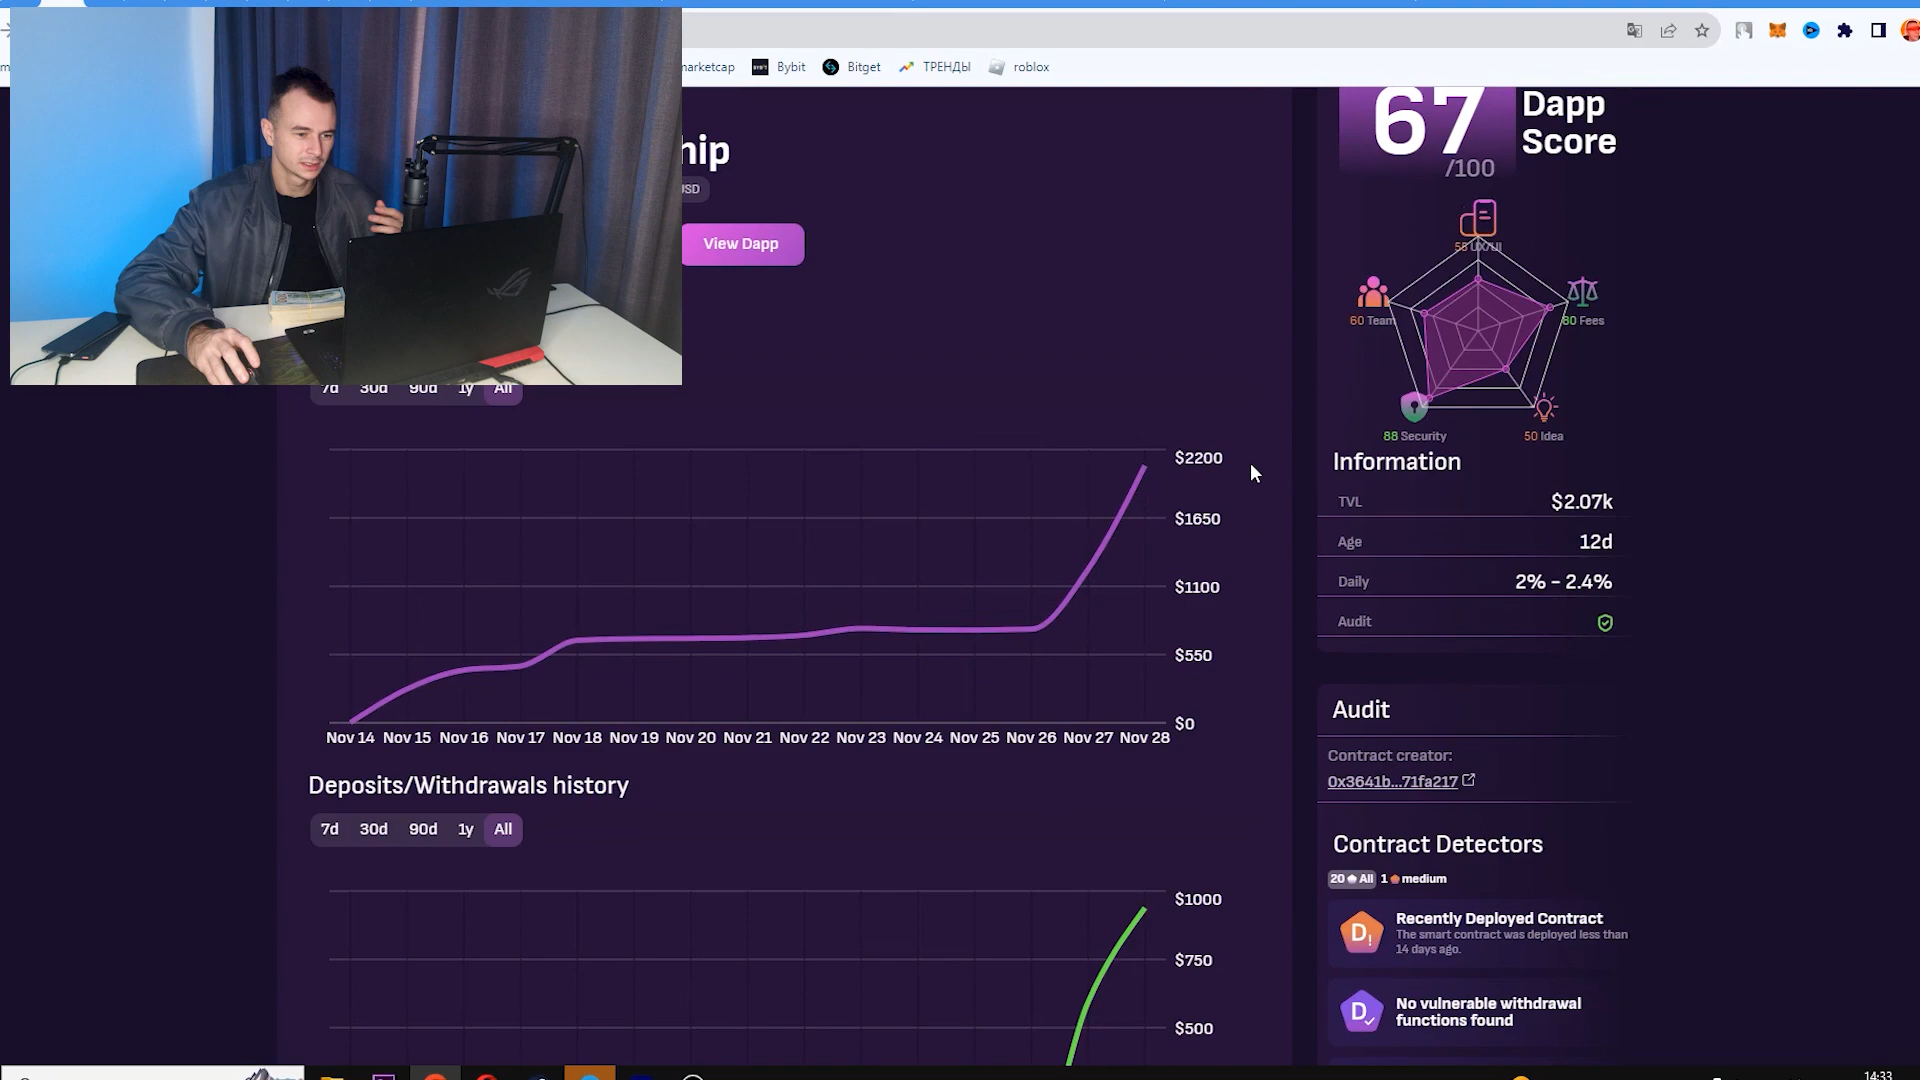 arketcap Bybit Bitget ТРЕНДЫ roblox
hip
USD
View Dapp
7d 30d 90d 1y All
$2200
$1650
$1100
$550
$0
Nov 14 Nov 15 Nov 16 Nov 17 Nov 18 Nov 19 Nov 20 Nov 21 Nov 22 Nov 23 Nov 24 Nov 25 Nov 26 Nov 27 Nov 28
Deposits/Withdrawals history
7d 30d 90d 1y All
$1000
$750
$500
67
/100
Dapp
Score
55 UX/UI
60 Team
80 Fees
88 Security
50 Idea
Information
TVL $2.07k
Age 12d
Daily 2% - 2.4%
Audit
Audit
Contract creator:
0x3641b...71fa217
Contract Detectors
20 All 1 medium
D!
Recently Deployed Contract
The smart contract was deployed less than
14 days ago.
D
No vulnerable withdrawal
functions found
14:33